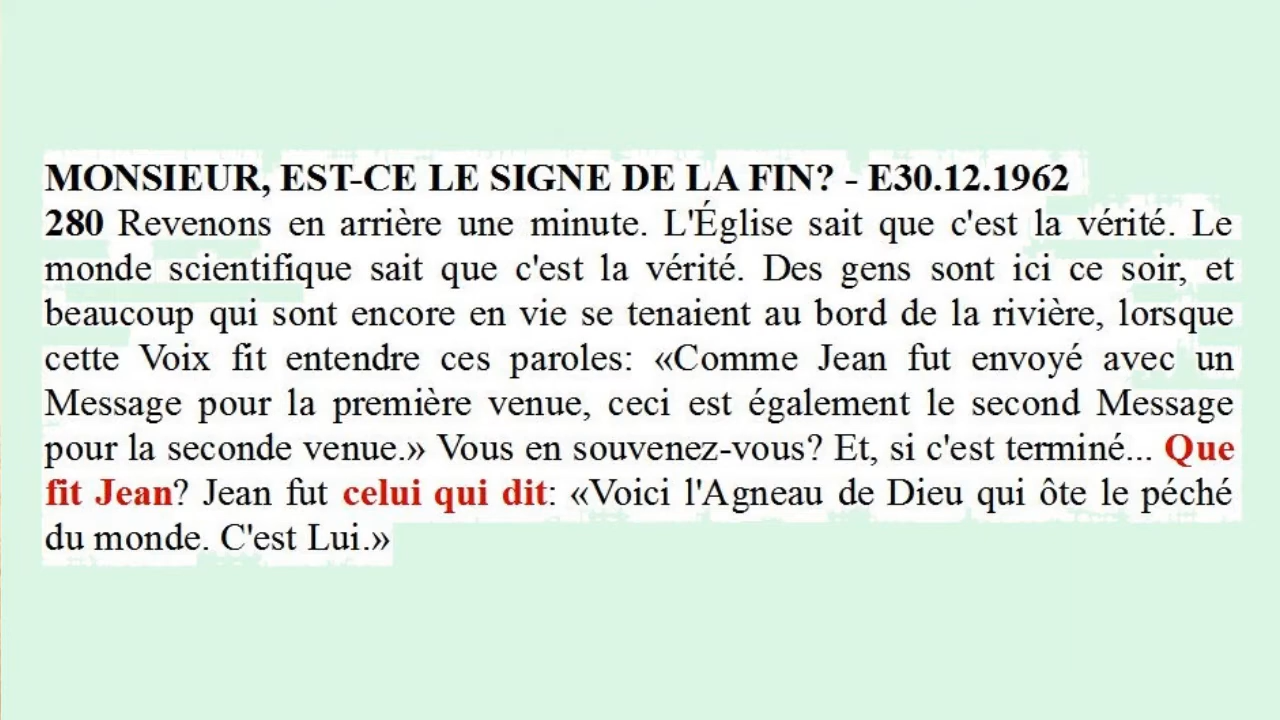 MONSIEUR, EST-CE LE SIGNE DE LA FIN? - E30.12.1962
280 Revenons en arrière une minute. L'Église sait que c'est la vérité. Le
monde scientifique sait que c'est la vérité. Des gens sont ici ce soir, et
beaucoup qui sont encore en vie se tenaient au bord de la rivière, lorsque
cette Voix fit entendre ces paroles: «Comme Jean fut envoyé avec un
Message pour la première venue, ceci est également le second Message
pour la seconde venue.» Vous en souvenez-vous? Et, si c'est terminé... Que
fit Jean? Jean fut celui qui dit: «Voici l'Agneau de Dieu qui ôte le péché
du monde. C'est Lui.»